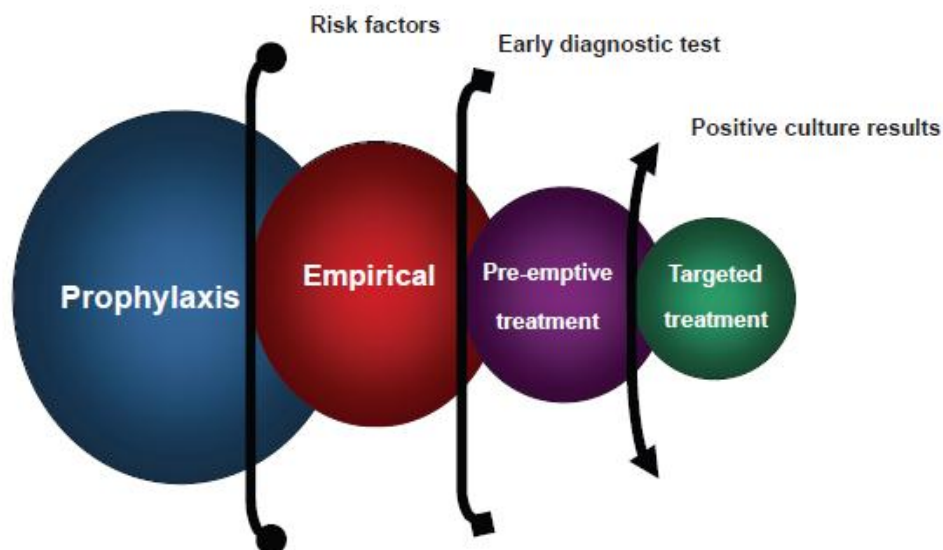 Risk factors
Early diagnostic test
Positive culture results
Prophylaxis
Empirical
Pre-emptive
treatment
Targeted
treatment